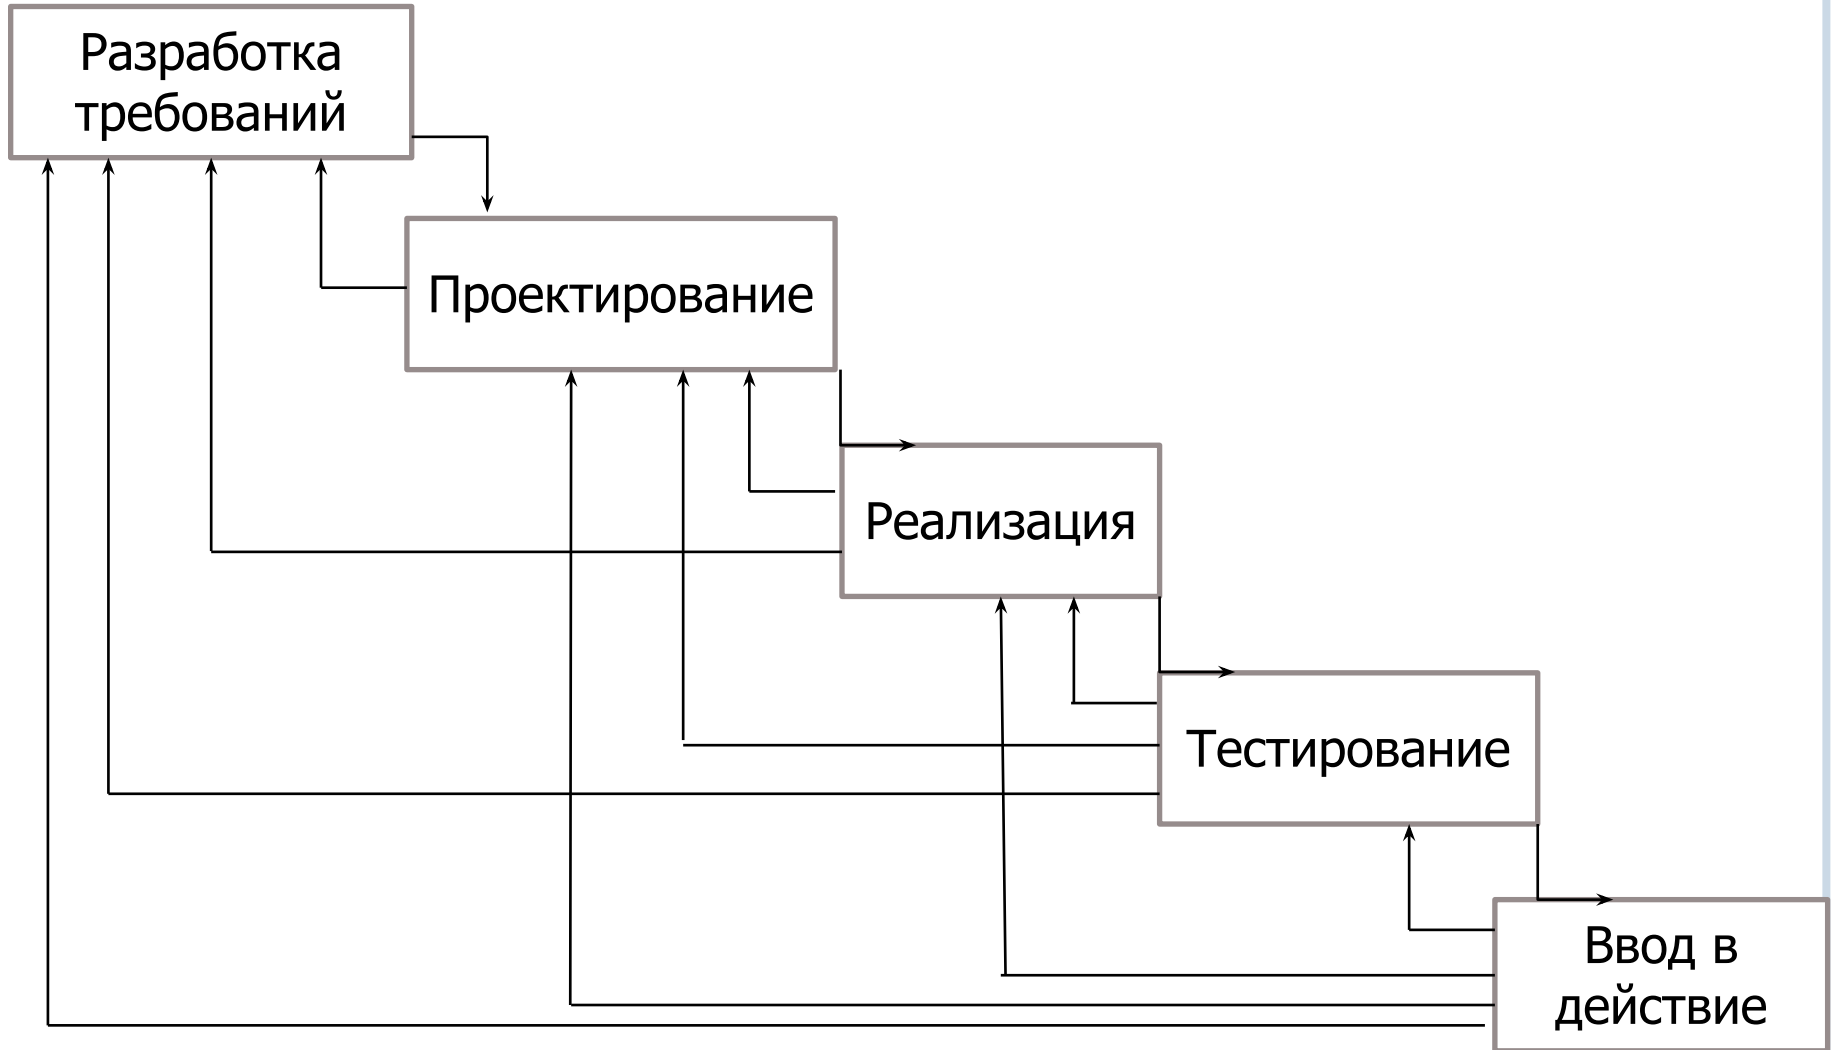 Разработка
требований
Проектирование
Реализация
Тестирование
Ввод в
действие